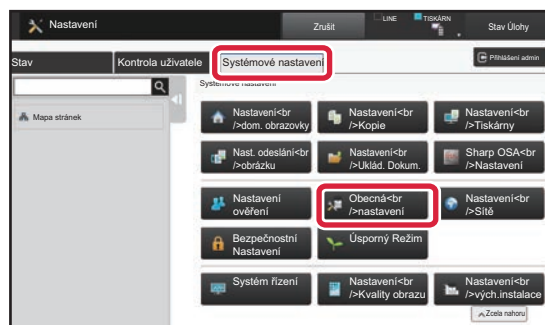 Nastavení
Zrušit
LINE
TISKÁRN
Stav Úlohy
Stav
Kontrola uživatele
Systémové nastavení
Přihlášení admin
Systémové nastavení
Mapa stránek
Nastavení<br
/>dom. obrazovky
Nastavení<br
/>Kopie
Nastavení<br
/>Tiskárny
Nast. odeslání<br
/>obrázku
Nastavení<br
/>Uklád. Dokum.
Sharp OSA<br
/>Nastavení
Nastavení
ověření
Obecná<br
/>nastavení
Nastavení<br
/>Sítě
Bezpečnostní
Nastavení
Úsporný Režim
Systém řízení
Nastavení<br
/>Kvality obrazu
Nastavení<br
/>vých.instalace
Zcela nahoru